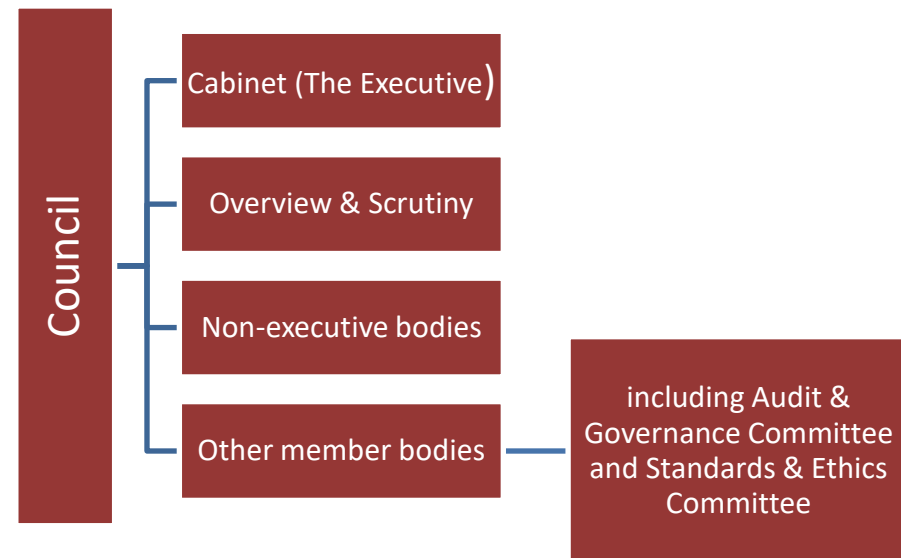 Council
Cabinet (The Executive)
Overview & Scrutiny
Non-executive bodies
Other member bodies
including Audit &
Governance Committee
and Standards & Ethics
Committee